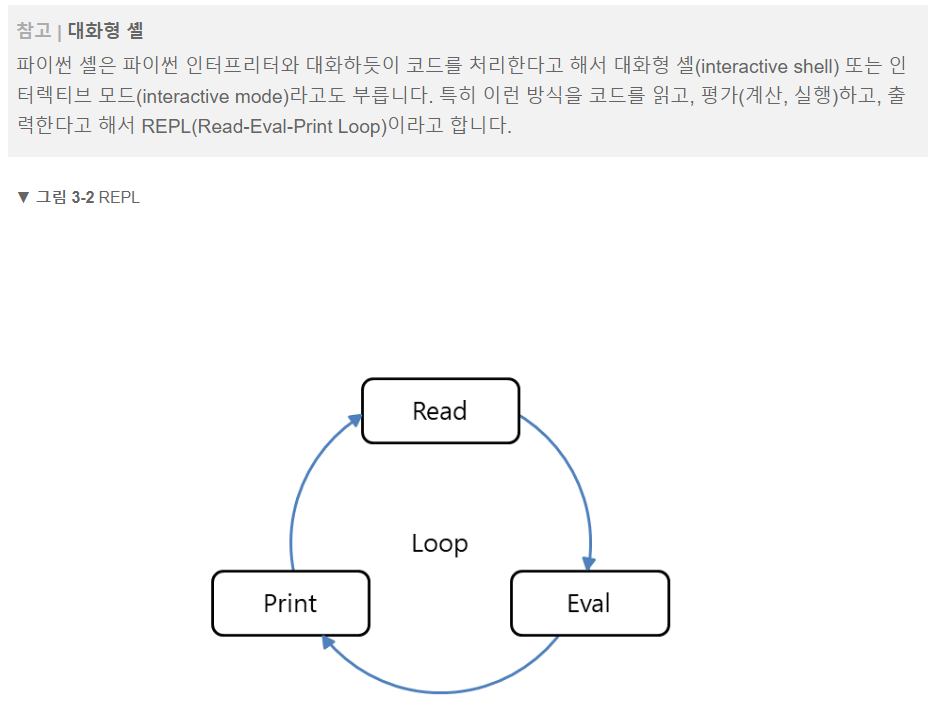 참고 | 대화형 셸
파이썬 셸은 파이썬 인터프리터와 대화하듯이 코드를 처리한다고 해서 대화형 셸(interactive shell) 또는 인
터렉티브 모드(interactive mode)라고도 부릅니다. 특히 이런 방식을 코드를 읽고, 평가(계산, 실행)하고, 출
력한다고 해서 REPL(Read-Eval-Print Loop)이라고 합니다.
▼ 그림 3-2 REPL
Read
Loop
Print
Eval